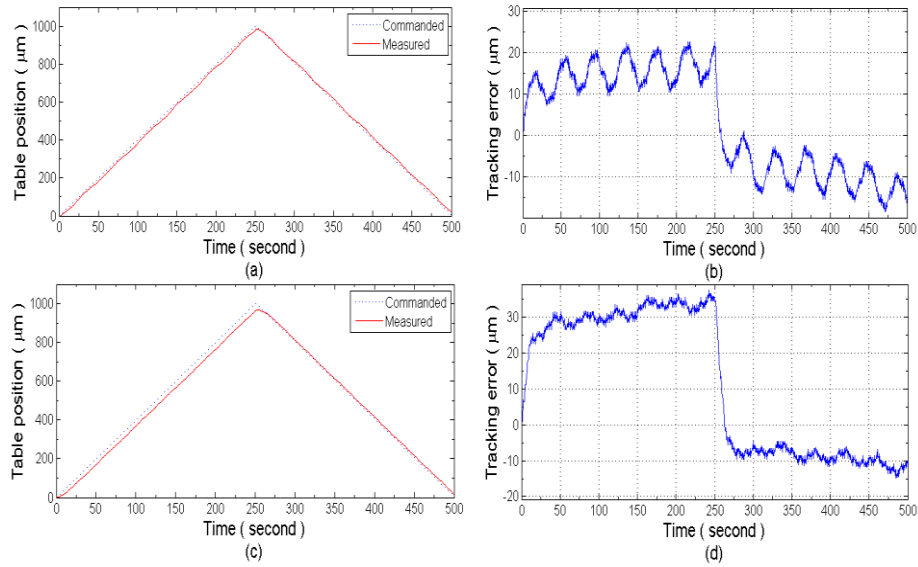 1000
800
600
400
200
0
Table position ( μm )
Commanded
Measured
0 50 100 150 200 250 300 350 400 450 500
Time ( second )
(a)
30
20
10
0
-10
Tracking error ( μm )
0 50 100 150 200 250 300 350 400 450 500
Time ( second )
(b)
1000
800
600
400
200
0
Table position ( μm )
Commanded
Measured
0 50 100 150 200 250 300 350 400 450 500
Time ( second )
(c)
30
20
10
0
-10
-20
Tracking error ( μm )
0 50 100 150 200 250 300 350 400 450 500
Time ( second )
(d)